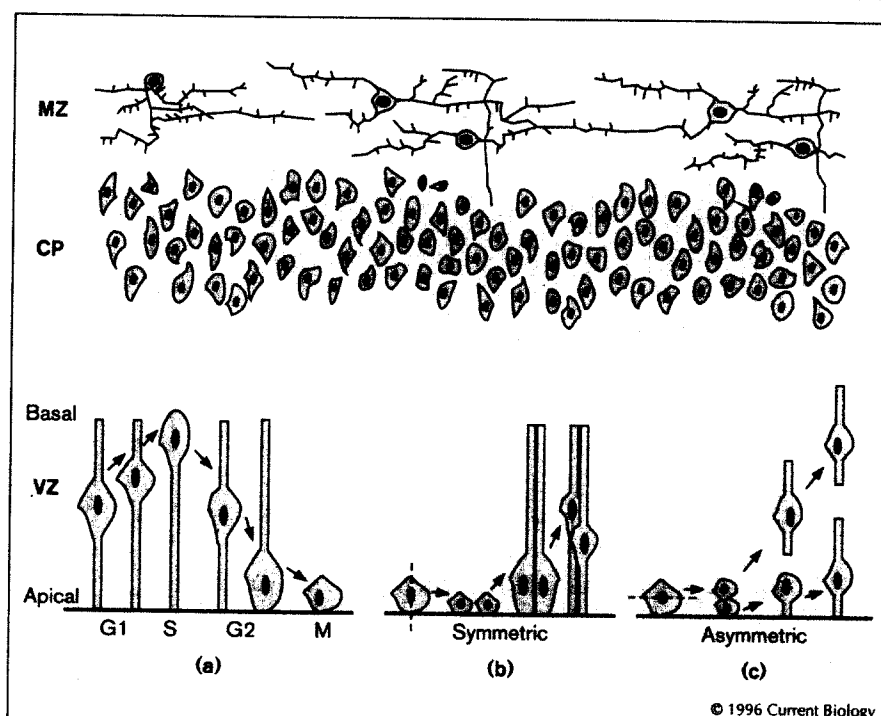 MZ
CP
Basal
VZ
Apical
G1 S G2 M
Symmetric
Asymmetric
(a)
(b)
(c)
© 1996 Current Biology